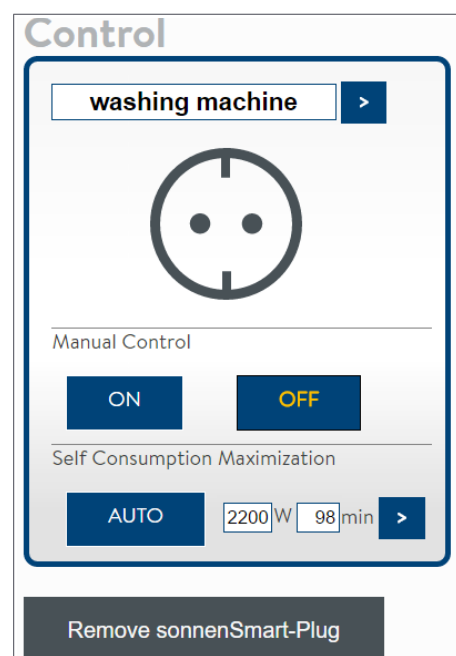 Control
washing machine >
Manual Control
ON OFF
Self Consumption Maximization
AUTO 2200 W 98 min >
Remove sonnenSmart-Plug